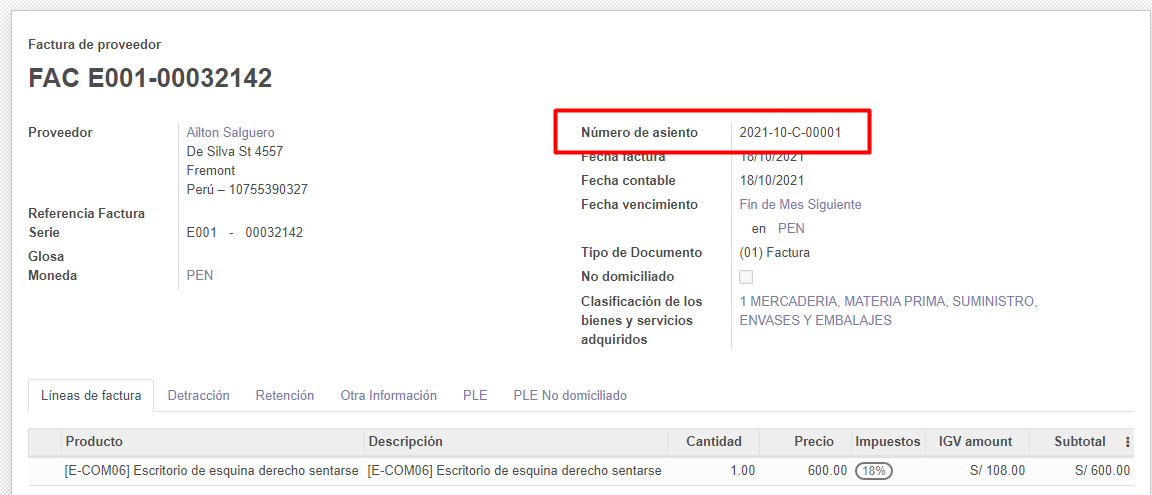 Factura de proveedor
FAC E001-00032142
Proveedor
Ailton Salguero
De Silva St 4557
Fremont
Perú – 10755390327
Referencia Factura
Serie
E001 - 00032142
Glosa
Moneda
PEN
Número de asiento
2021-10-C-00001
Fecha factura
18/10/2021
Fecha contable
18/10/2021
Fecha vencimiento
Fin de Mes Siguiente
en PEN
Tipo de Documento
(01) Factura
No domiciliado
Clasificación de los
bienes y servicios
adquiridos
1 MERCADERIA, MATERIA PRIMA, SUMINISTRO,
ENVASES Y EMBALAJES
Líneas de factura Detracción Retención Otra Información PLE PLE No domiciliado
Producto Descripción Cantidad Precio Impuestos IGV amount Subtotal
[E-COM06] Escritorio de esquina derecho sentarse [E-COM06] Escritorio de esquina derecho sentarse 1.00 600.00 18% S/ 108.00 S/ 600.00